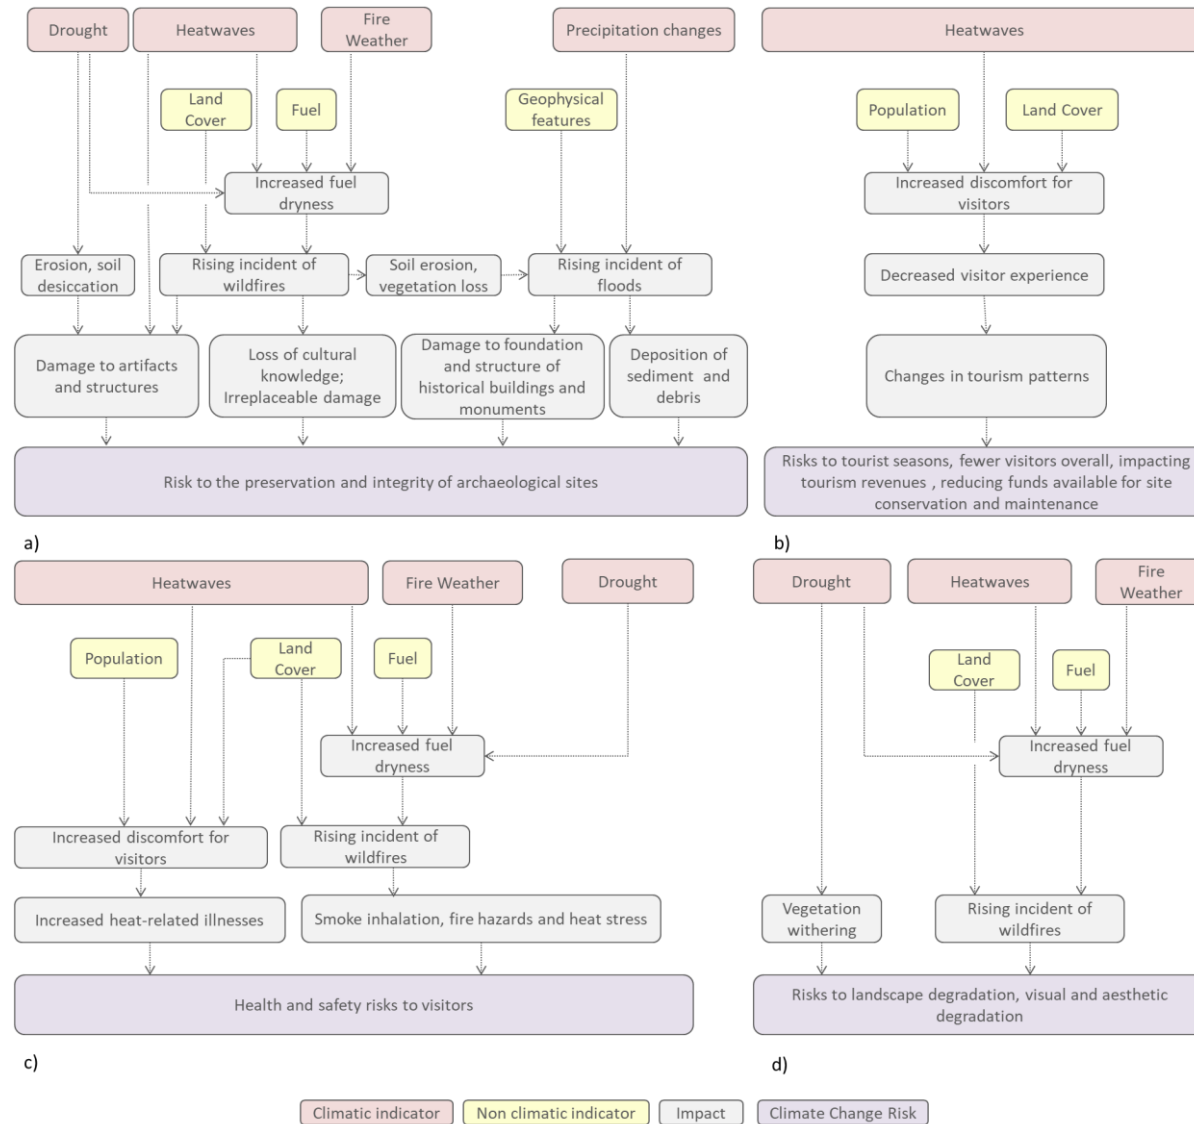 Drought
Heatwaves
Fire
Weather
Precipitation changes
Land
Cover
Fuel
Geophysical
features
Increased fuel
dryness
Erosion, soil
desiccation
Rising incident of
wildfires
Soil erosion,
vegetation loss
Rising incident of
floods
Damage to artifacts
and structures
Loss of cultural
knowledge;
Irreplaceable damage
Damage to foundation
and structure of
historical buildings and
monuments
Deposition of
sediment and
debris
Risk to the preservation and integrity of archaeological sites
a)
Heatwaves
Population
Land Cover
Increased discomfort for
visitors
Decreased visitor experience
Changes in tourism patterns
Risks to tourist seasons, fewer visitors overall, impacting
tourism revenues , reducing funds available for site
conservation and maintenance
b)
Heatwaves
Fire Weather
Drought
Population
Land
Cover
Fuel
Increased fuel
dryness
Increased discomfort for
visitors
Rising incident of
wildfires
Increased heat-related illnesses
Smoke inhalation, fire hazards and heat stress
Health and safety risks to visitors
c)
Drought
Heatwaves
Fire
Weather
Land
Cover
Fuel
Increased fuel
dryness
Vegetation
withering
Rising incident of
wildfires
Risks to landscape degradation, visual and aesthetic
degradation
d)
Climatic indicator
Non climatic indicator
Impact
Climate Change Risk